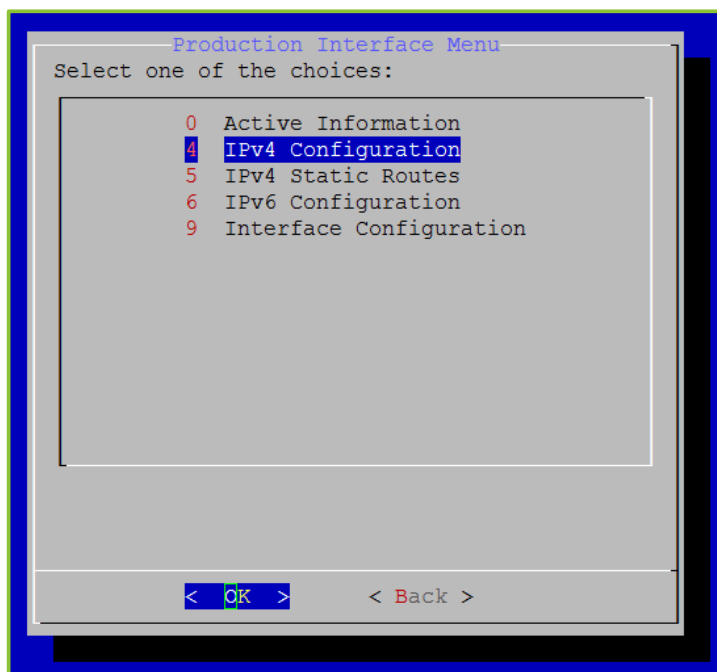 Production Interface Menu
Select one of the choices:
0 Active Information
4 IPv4 Configuration
5 IPv4 Static Routes
6 IPv6 Configuration
9 Interface Configuration
< OK > < Back >